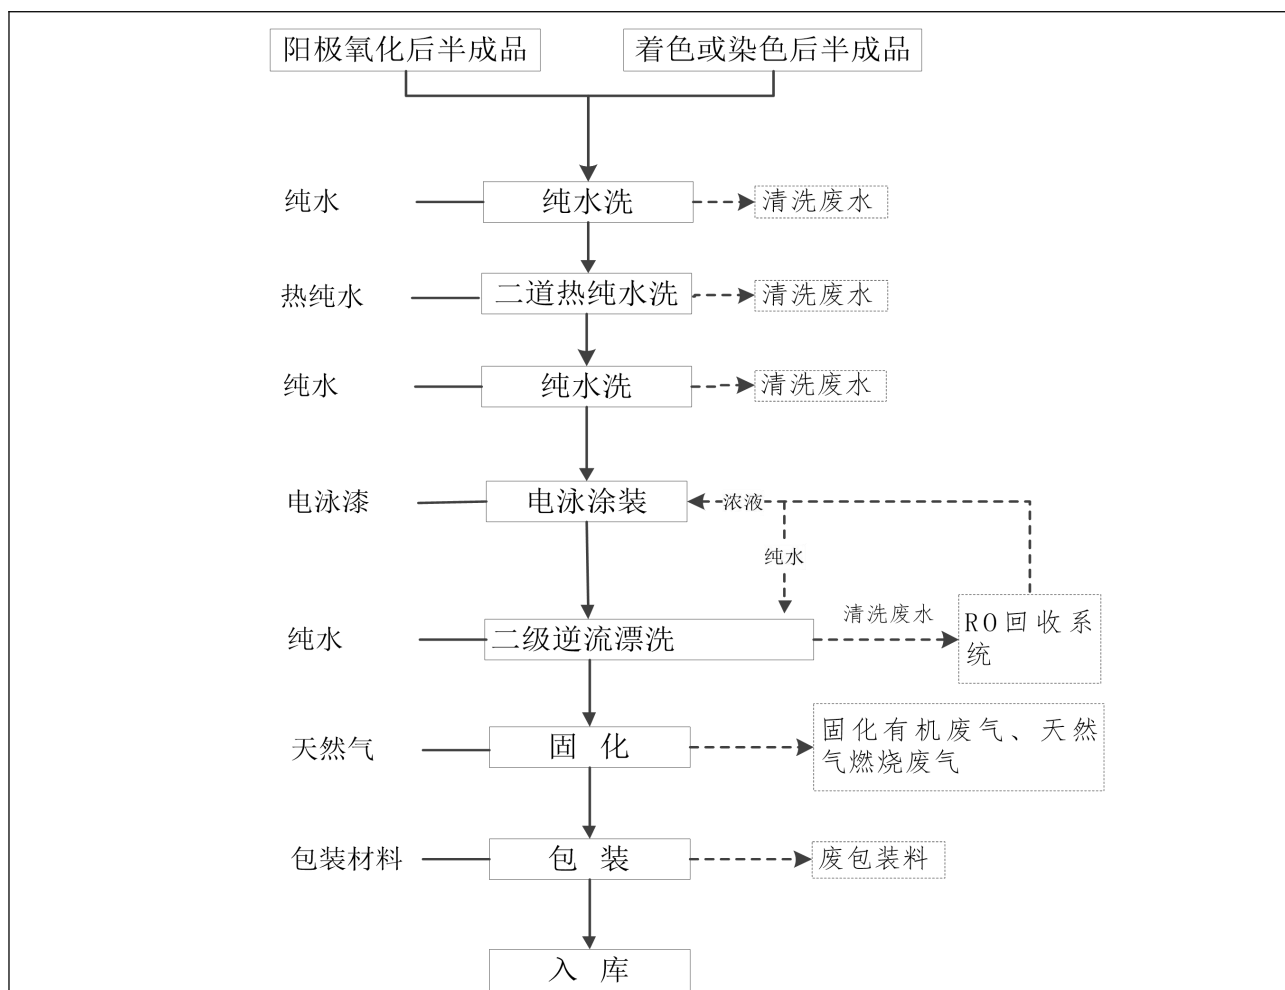 阳极氧化后半成品
着色或染色后半成品
纯水
纯水洗
清洗废水
热纯水
二道热纯水洗
清洗废水
纯水
纯水洗
清洗废水
电泳漆
电泳涂装
浓液
纯水
纯水
二级逆流漂洗
清洗废水
RO回收系
统
天然气
固 化
固化有机废气、天然
气燃烧废气
包装材料
包 装
废包装料
入 库